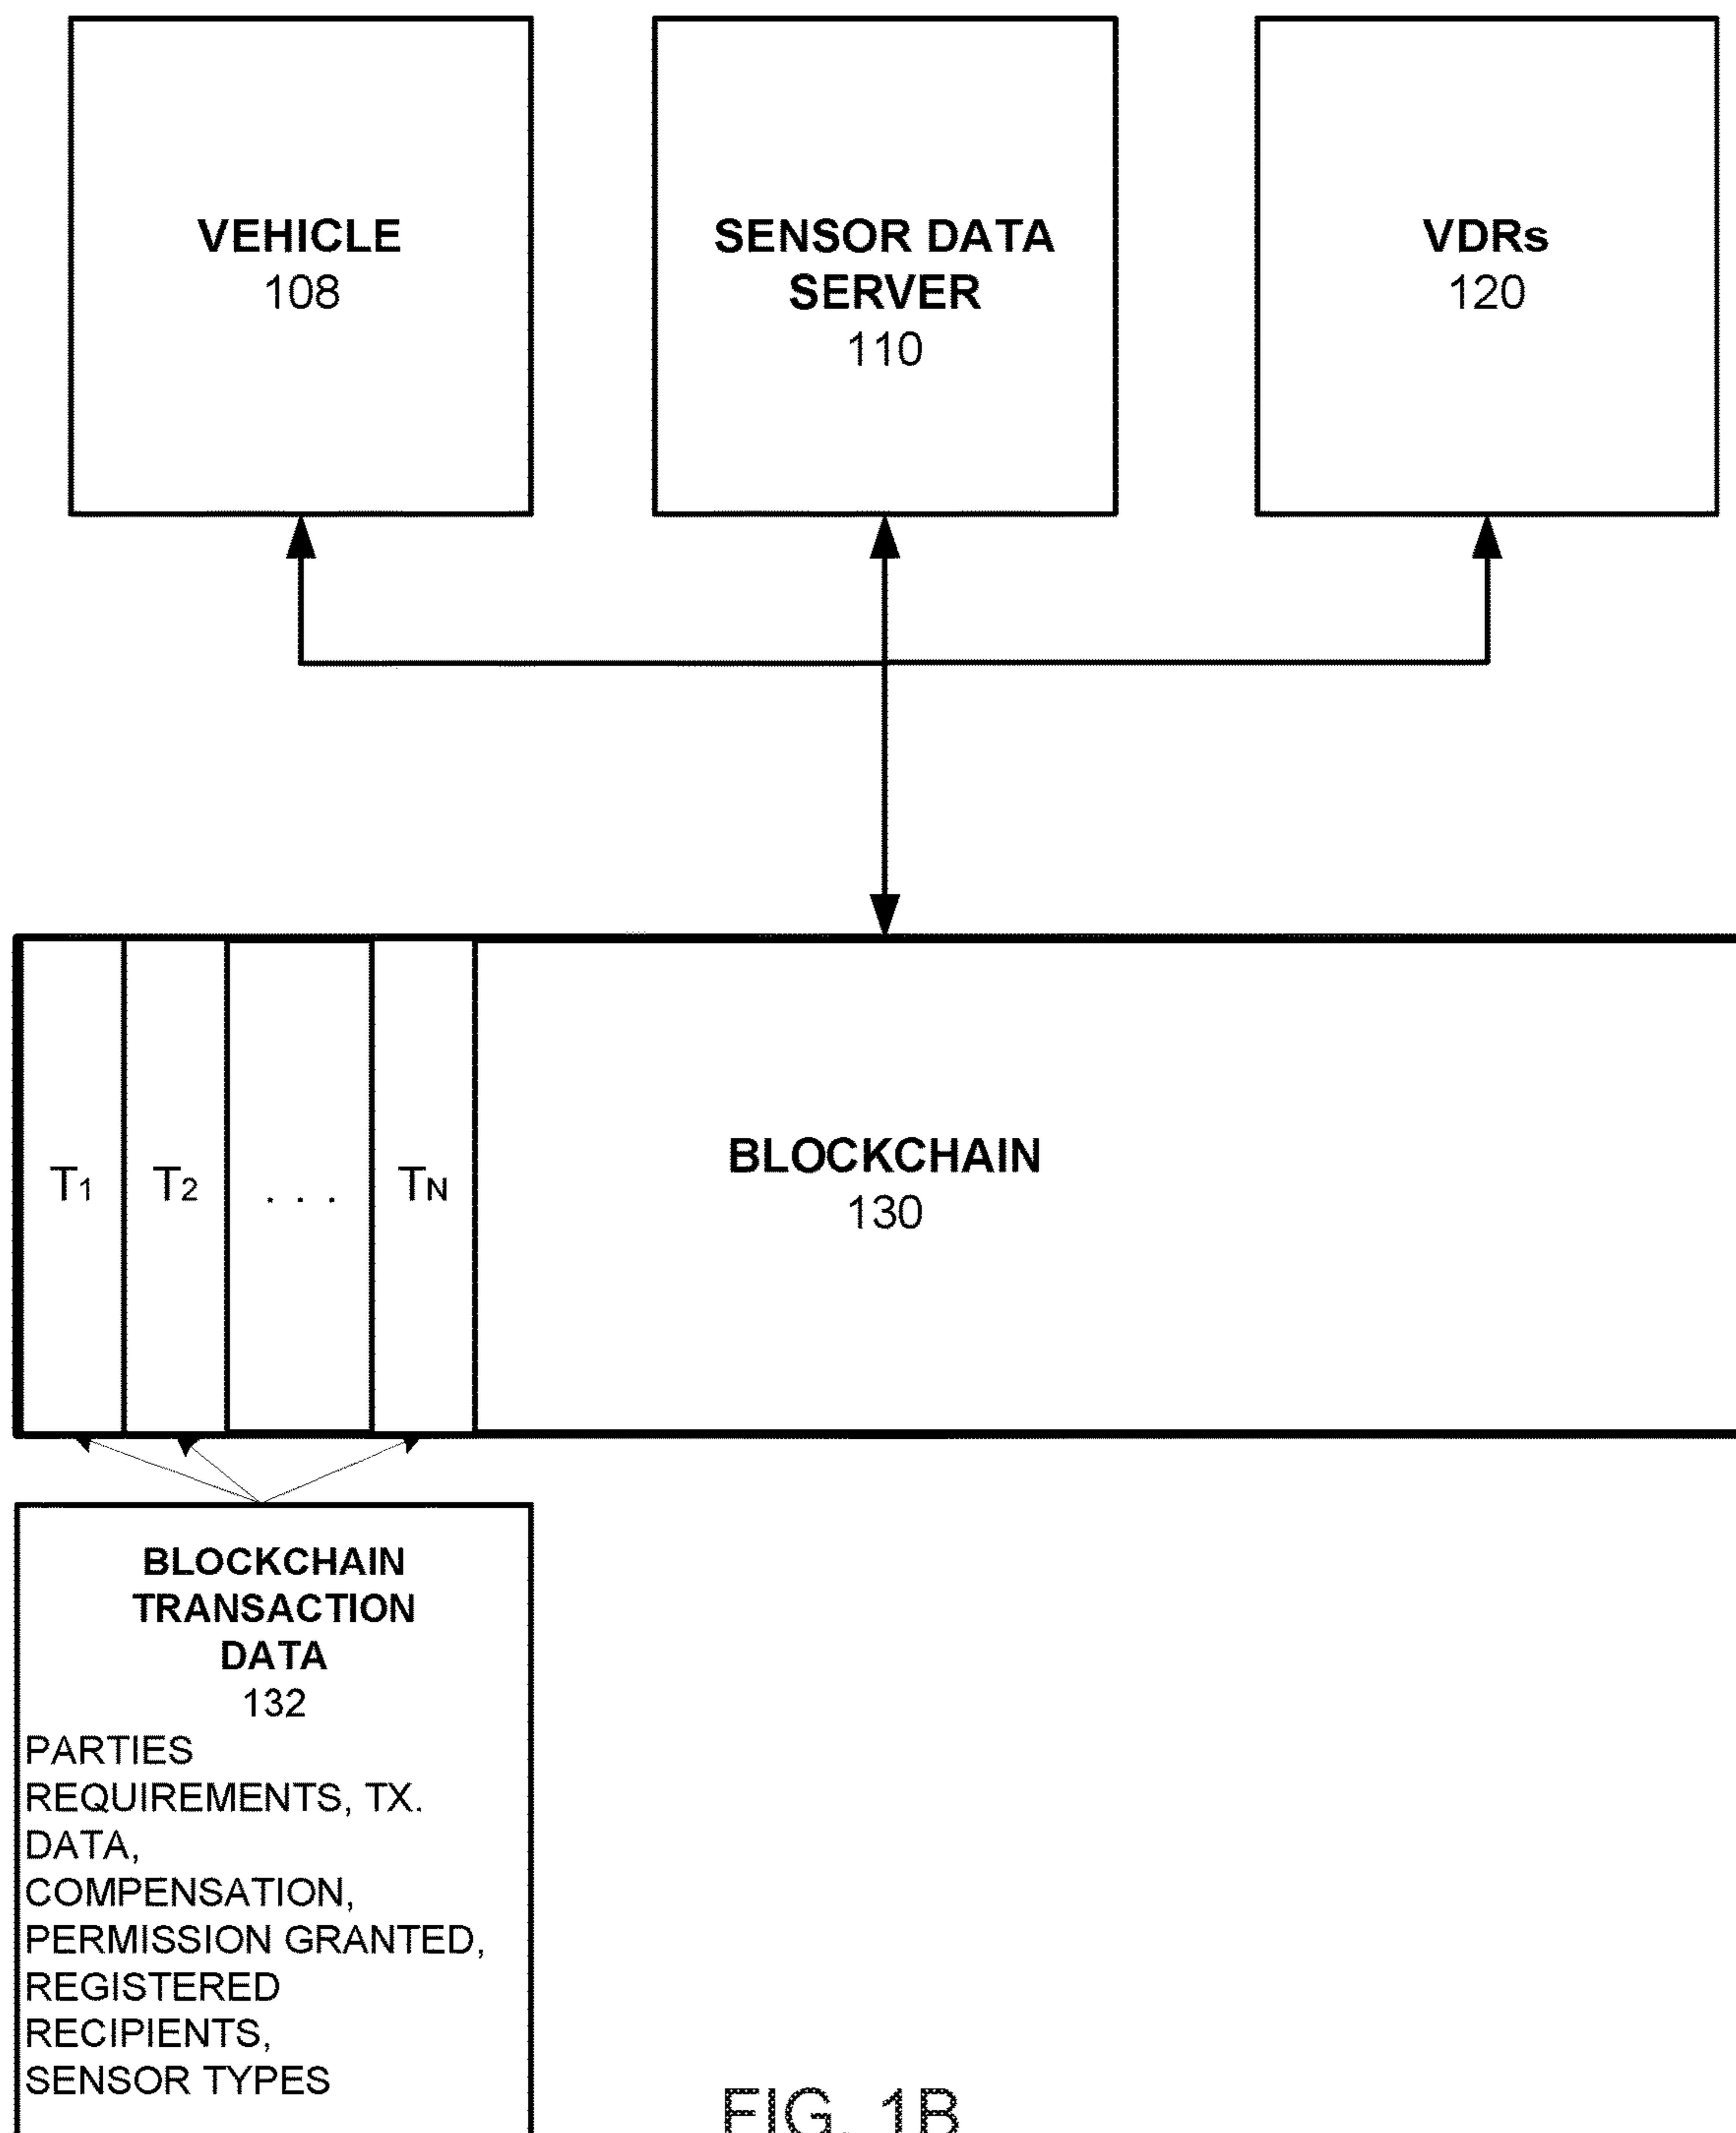 VEHICLE
108
SENSOR DATA
SERVER
110
VDRs
120
T1
T2
. . .
TN
BLOCKCHAIN
130
BLOCKCHAIN
TRANSACTION
DATA
132
PARTIES
REQUIREMENTS, TX.
DATA,
COMPENSATION,
PERMISSION GRANTED,
REGISTERED
RECIPIENTS,
SENSOR TYPES
FIG. 1B